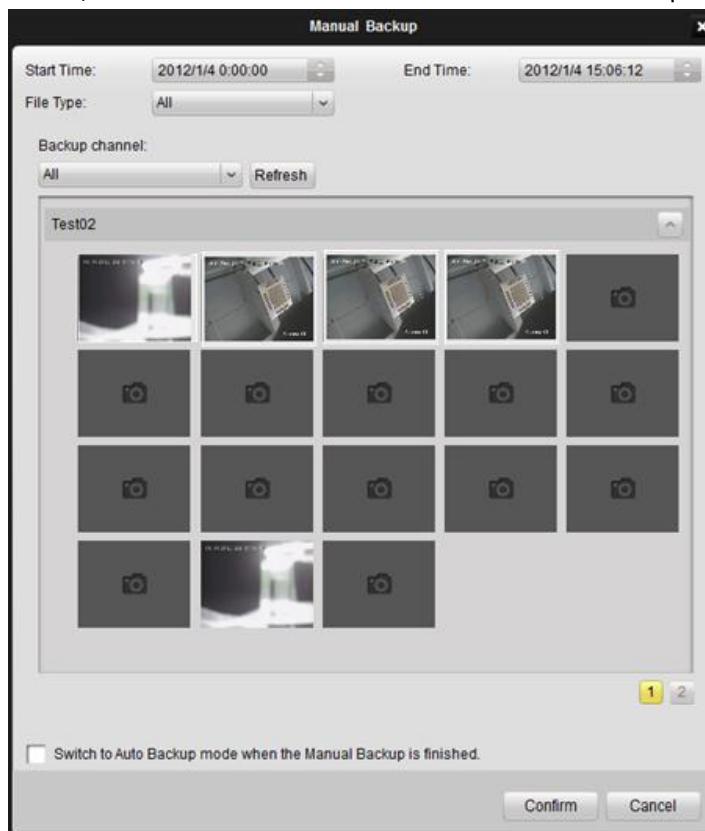 Manual Backup
Start Time: 2012/1/4 0:00:00 End Time: 2012/1/4 15:06:12
File Type: All
Backup channel:
All Refresh
Test02
1 2
Switch to Auto Backup mode when the Manual Backup is finished.
Confirm Cancel